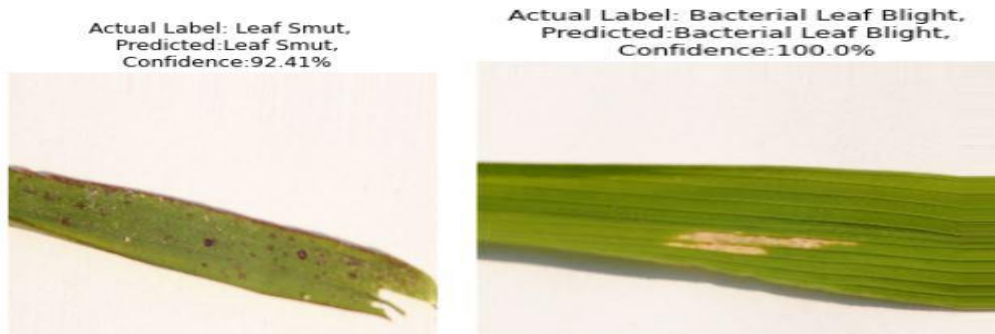 Actual Label: Leaf Smut,
Predicted:Leaf Smut,
Confidence:92.41%
Actual Label: Bacterial Leaf Blight,
Predicted:Bacterial Leaf Blight,
Confidence:100.0%